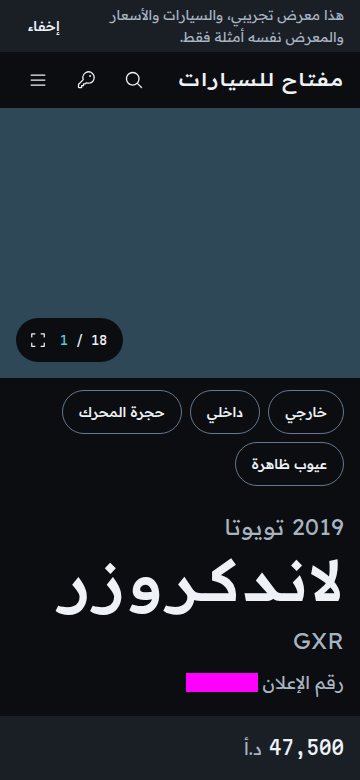 هذا معرض تجريبي، والسيارات والأسعار
والمعرض نفسه أمثلة فقط.
إخفاء
مفتاح للسيارات
1 / 18
خارجي
داخلي
حجرة المحرك
عيوب ظاهرة
2019 تويوتا
لاندكروزر
GXR
رقم الإعلان
47,500 د.أ